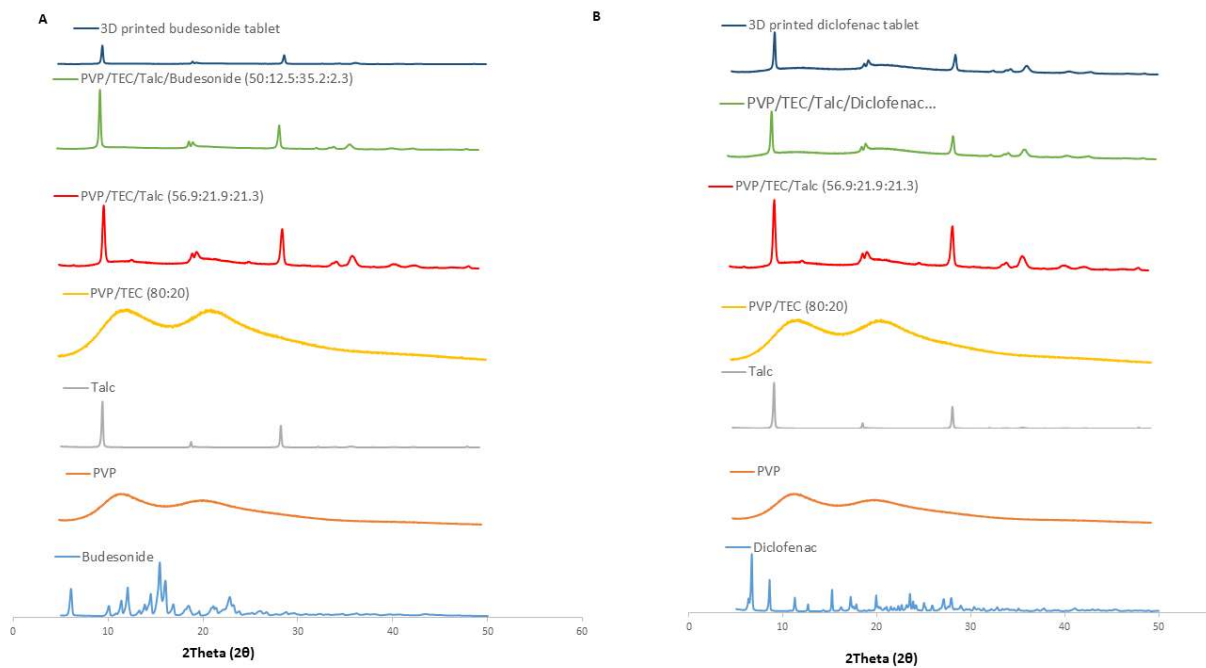 A
3D printed budesonide tablet
PVP/TEC/Talc/Budesonide (50:12.5:35.2:2.3)
PVP/TEC/Talc (56.9:21.9:21.3)
PVP/TEC (80:20)
Talc
PVP
Budesonide
0 10 20 30 40 50 60
2Theta (2θ)
B
3D printed diclofenac tablet
PVP/TEC/Talc/Diclofenac...
PVP/TEC/Talc (56.9:21.9:21.3)
PVP/TEC (80:20)
Talc
PVP
Diclofenac
0 10 20 30 40 50
2Theta (2θ)